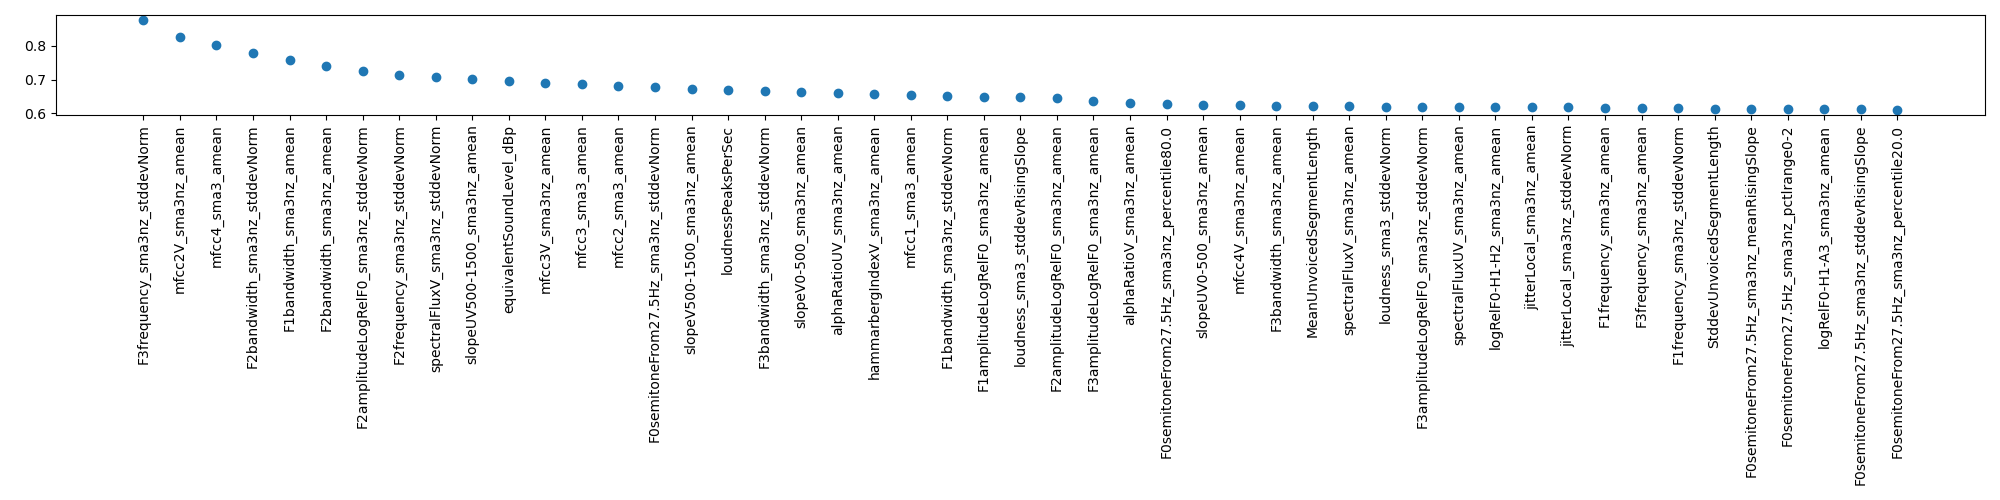 0.8
0.7
0.6
F3frequency_sma3nz_stddevNorm
mfcc2V_sma3nz_amean
mfcc4_sma3_amean
F2bandwidth_sma3nz_stddevNorm
F1bandwidth_sma3nz_amean
F2bandwidth_sma3nz_amean
F2amplitudeLogRelF0_sma3nz_stddevNorm
F2frequency_sma3nz_stddevNorm
spectralFluxV_sma3nz_stddevNorm
slopeUV500-1500_sma3nz_amean
equivalentSoundLevel_dBp
mfcc3V_sma3nz_amean
mfcc3_sma3_amean
mfcc2_sma3_amean
F0semitoneFrom27.5Hz_sma3nz_stddevNorm
slopeV500-1500_sma3nz_amean
loudnessPeaksPerSec
F3bandwidth_sma3nz_stddevNorm
slopeV0-500_sma3nz_amean
alphaRatioUV_sma3nz_amean
hammarbergIndexV_sma3nz_amean
mfcc1_sma3_amean
F1bandwidth_sma3nz_stddevNorm
F1amplitudeLogRelF0_sma3nz_amean
loudness_sma3_stddevRisingSlope
F2amplitudeLogRelF0_sma3nz_amean
F3amplitudeLogRelF0_sma3nz_amean
alphaRatioV_sma3nz_amean
F0semitoneFrom27.5Hz_sma3nz_percentile80.0
slopeUV0-500_sma3nz_amean
mfcc4V_sma3nz_amean
F3bandwidth_sma3nz_amean
MeanUnvoicedSegmentLength
spectralFluxV_sma3nz_amean
loudness_sma3_stddevNorm
F3amplitudeLogRelF0_sma3nz_stddevNorm
spectralFluxUV_sma3nz_amean
logRelF0-H1-H2_sma3nz_amean
jitterLocal_sma3nz_amean
jitterLocal_sma3nz_stddevNorm
F1frequency_sma3nz_amean
F3frequency_sma3nz_amean
F1frequency_sma3nz_stddevNorm
StddevUnvoicedSegmentLength
F0semitoneFrom27.5Hz_sma3nz_meanRisingSlope
F0semitoneFrom27.5Hz_sma3nz_pctlrange0-2
logRelF0-H1-A3_sma3nz_amean
F0semitoneFrom27.5Hz_sma3nz_stddevRisingSlope
F0semitoneFrom27.5Hz_sma3nz_percentile20.0